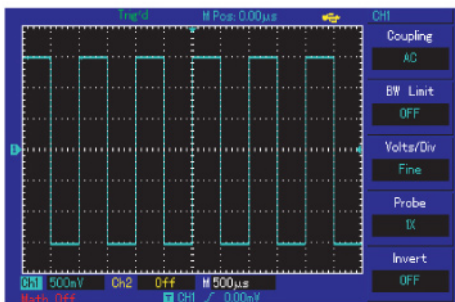 Trig'd M Pos: 0.00μs CH1
Coupling
AC
BW Limit
OFF
Volts/Div
Fine
Probe
1X
Invert
OFF
Ch1 500mV Ch2 Off M 500μs
Math Off T CH1 / 0.00mV